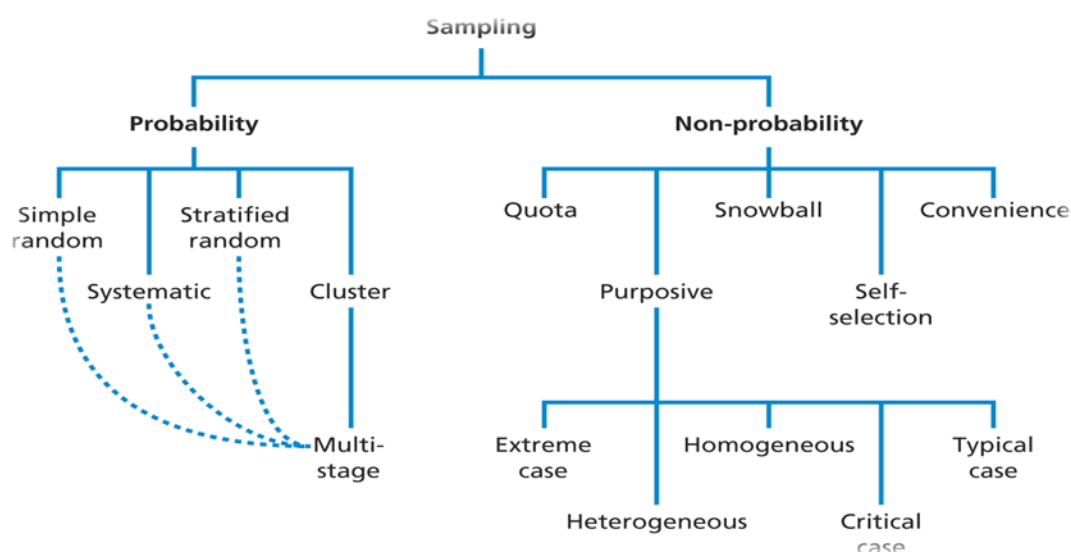 Sampling
Probability
Non-probability
Simple
random
Stratified
random
Quota
Snowball
Convenience
Systematic
Cluster
Purposive
Self-
selection
Multi-
stage
Extreme
case
Homogeneous
Typical
case
Heterogeneous
Critical
case